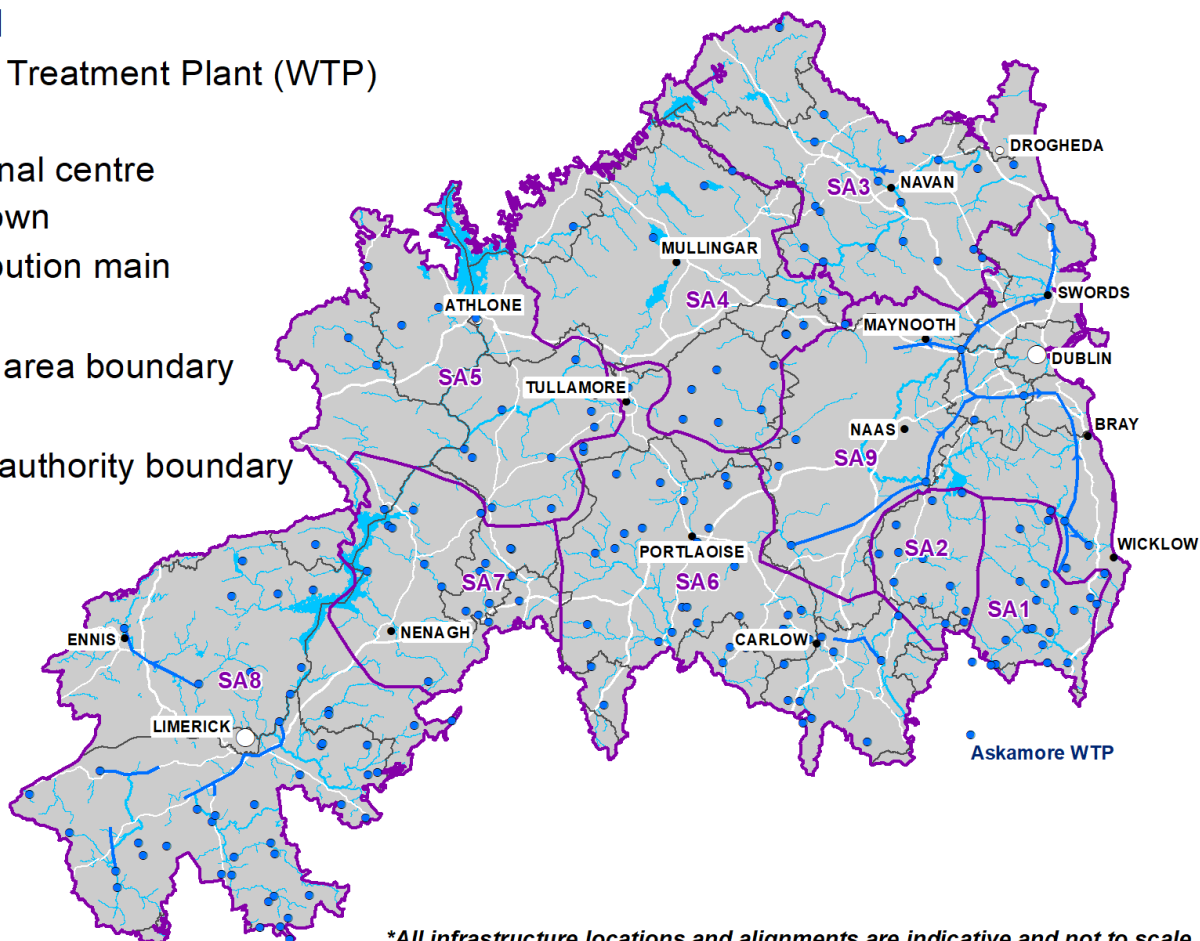 Treatment Plant (WTP)
nal centre
own
bution main
area boundary
authority boundary
DROGHEDA
SA3
NAVAN
MULLINGAR
SA4
SWORDS
ATHLONE
MAYNOOTH
DUBLIN
SA5
TULLAMORE
BRAY
NAAS
SA9
PORTLAOISE
SA2
WICKLOW
SA7
SA6
SA1
ENNIS
NENAGH
CARLOW
SA8
LIMERICK
Askamore WTP
*All infrastructure locations and alignments are indicative and not to scale